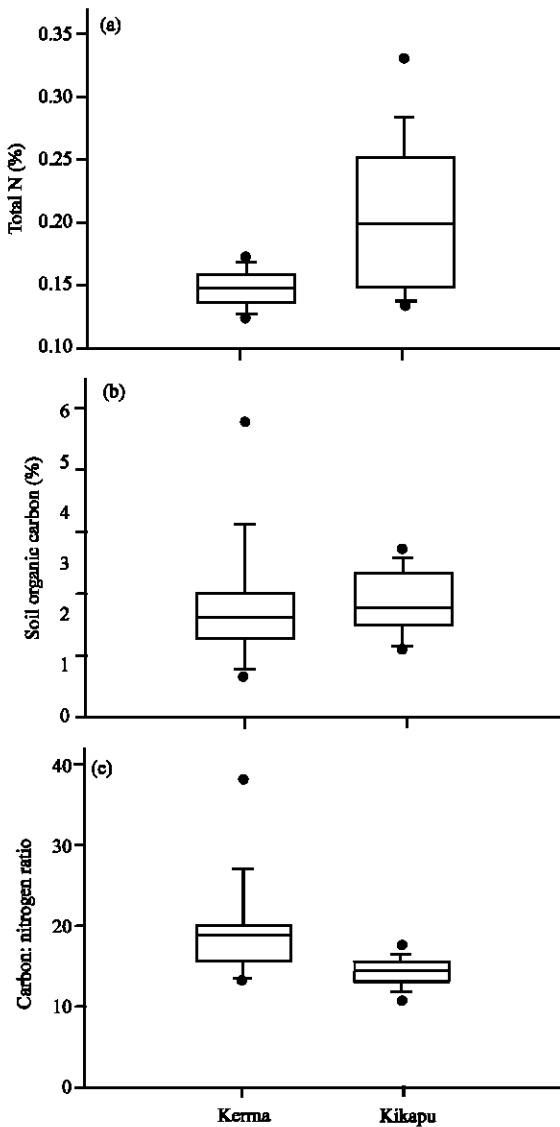 (a)
0.35
0.30
0.25
0.20
0.15
0.10
Total N (%)
(b)
6
5
4
3
2
1
0
Soil organic carbon (%)
(c)
40
30
20
10
0
Carbon: nitrogen ratio
Kerma Kikapu